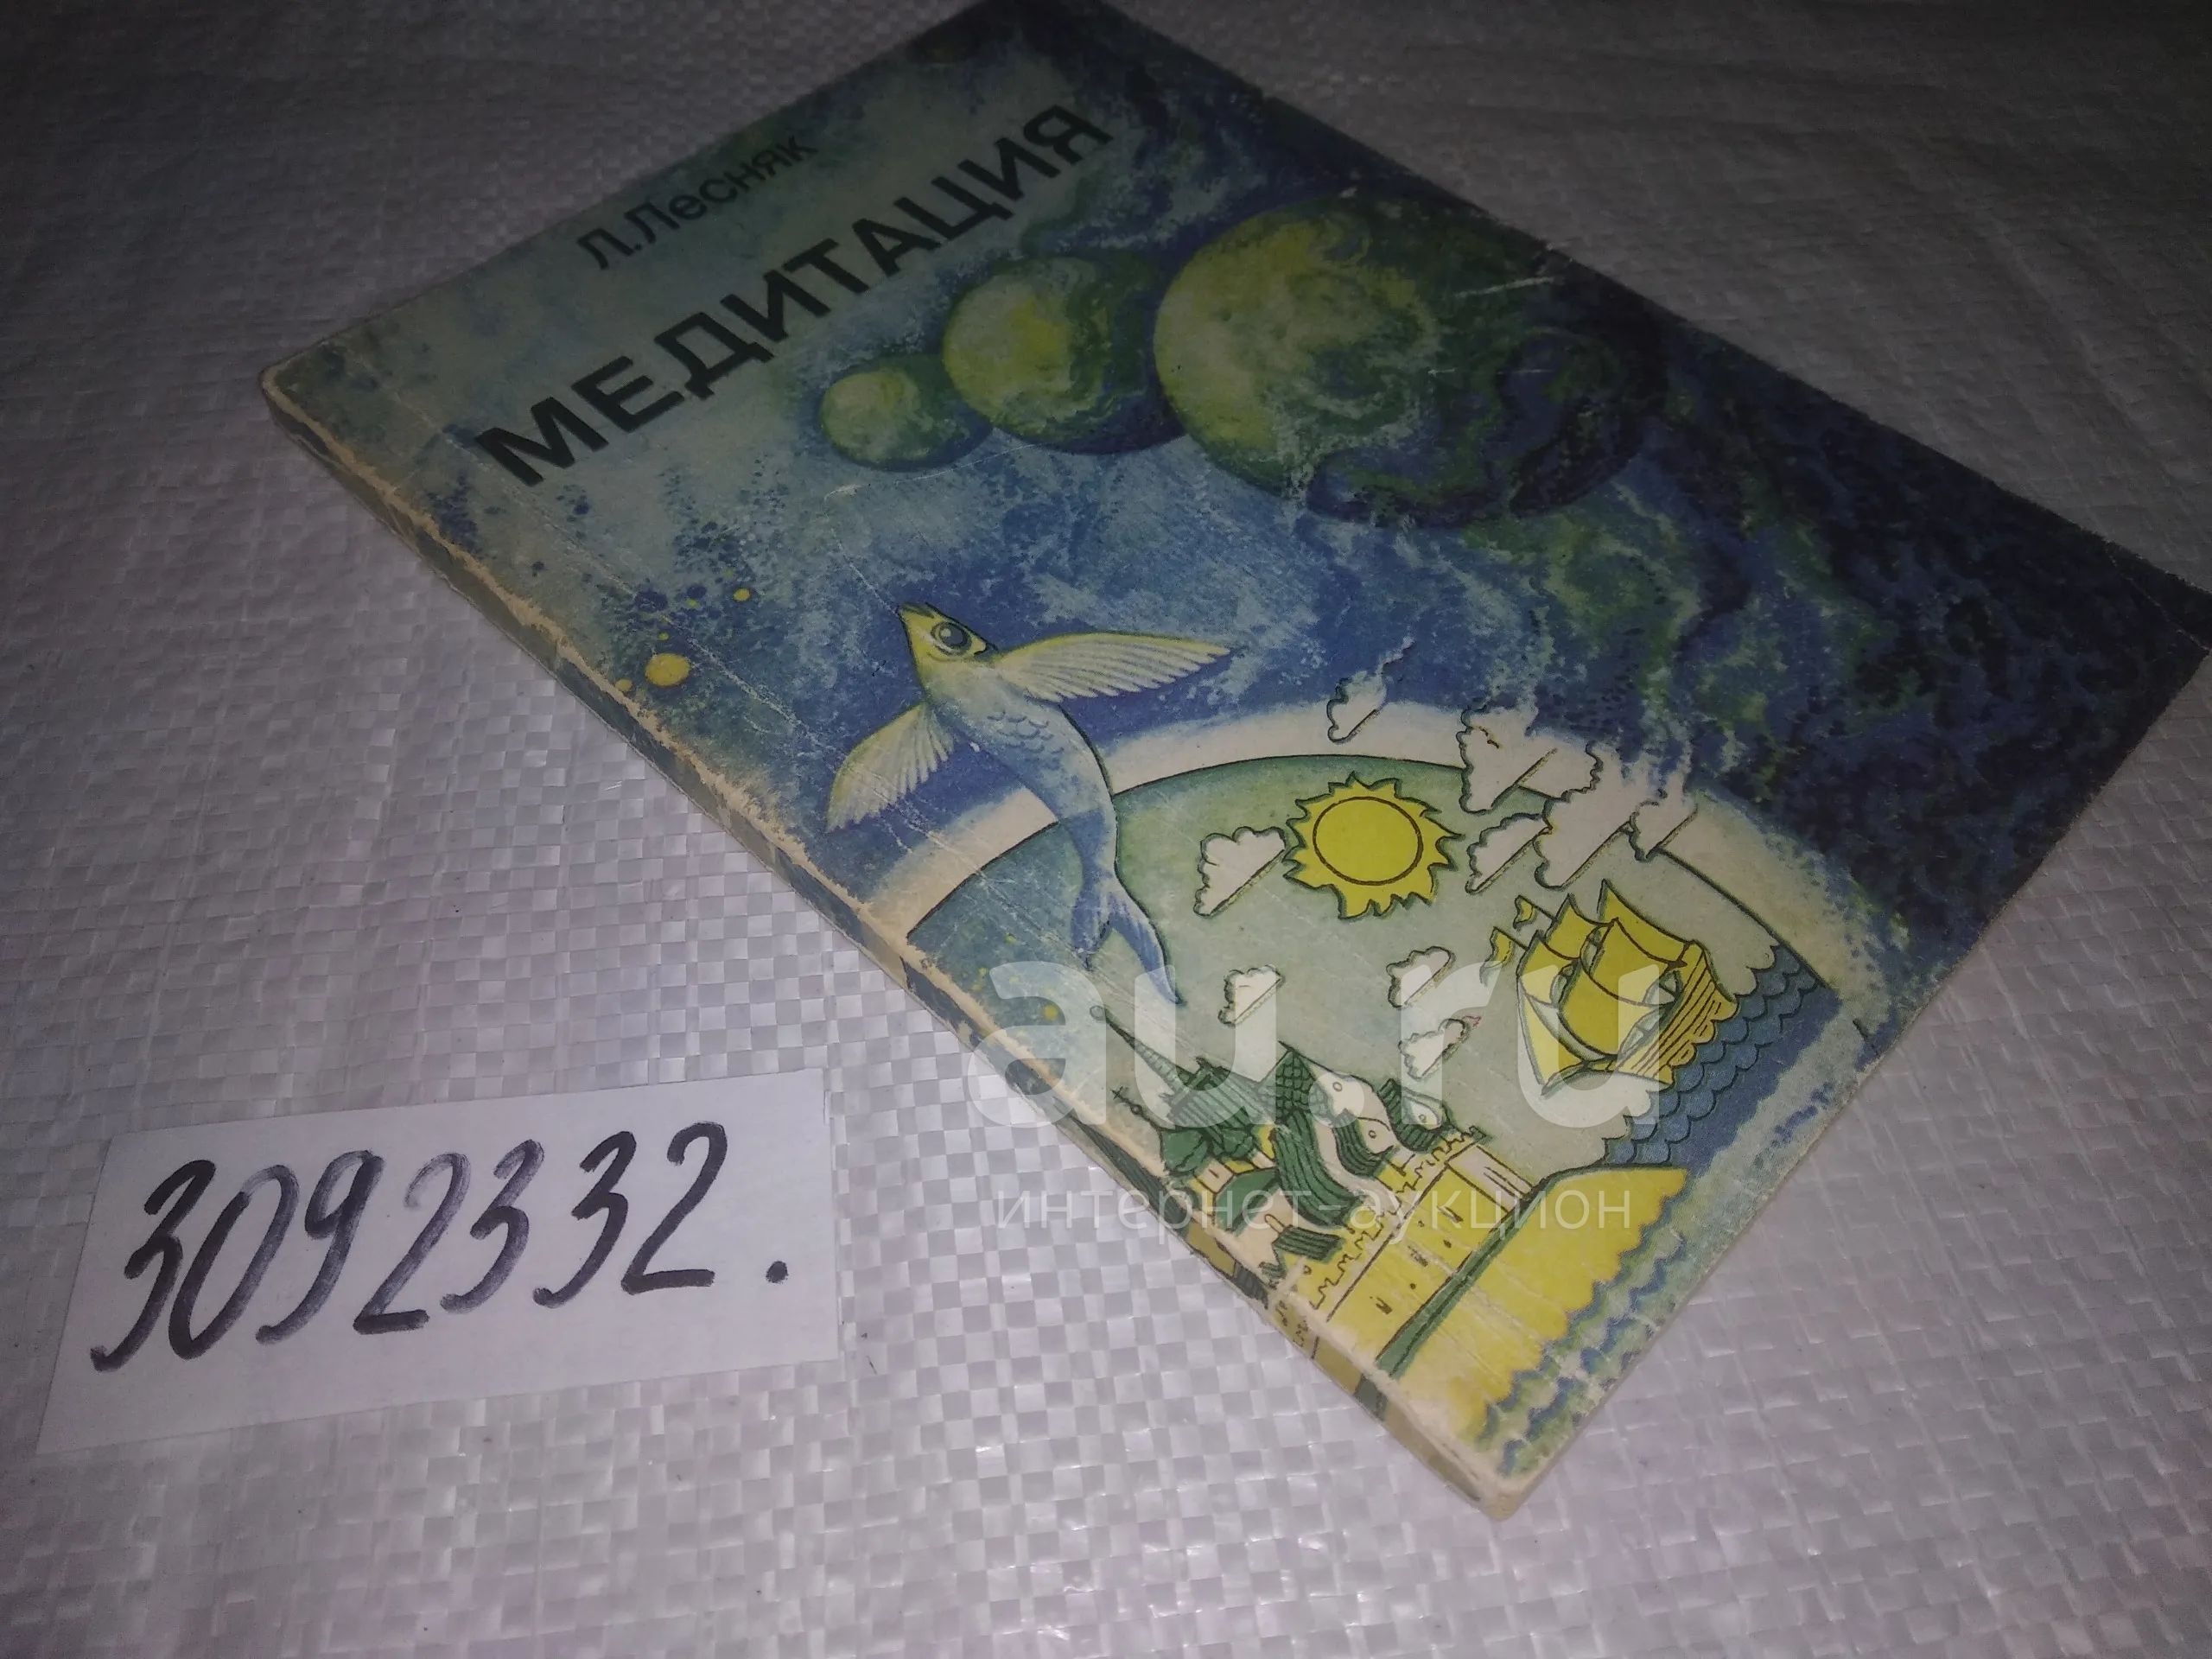 Л.Лесняк
МЕДИТАЦИЯ
au.ru
интернет-аукцион
3092332.